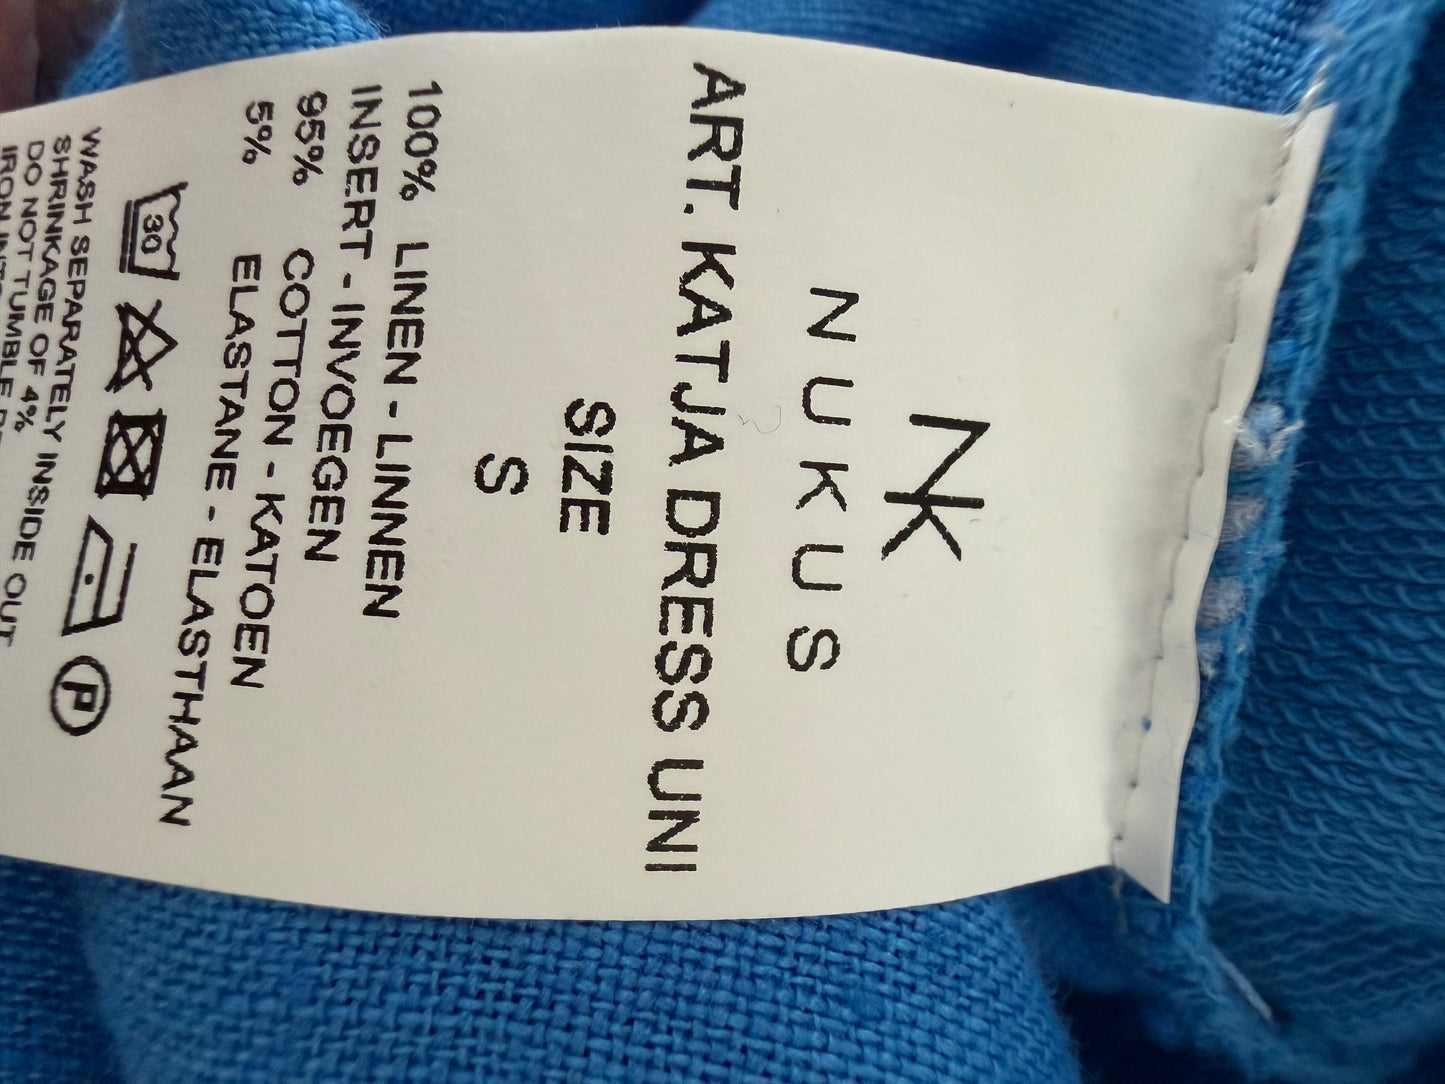 NK
NUKUS
ART. KATJA DRESS UNI
SIZE
S
100% LINEN - LINNEN
INSERT - INVOEGEN
95% COTTON - KATOEN
5% ELASTANE - ELASTHAAN
30
P
WASH SEPARATELY INSIDE OUT
SHRINKAGE OF 4%
DO NOT TUMBLE
IRON